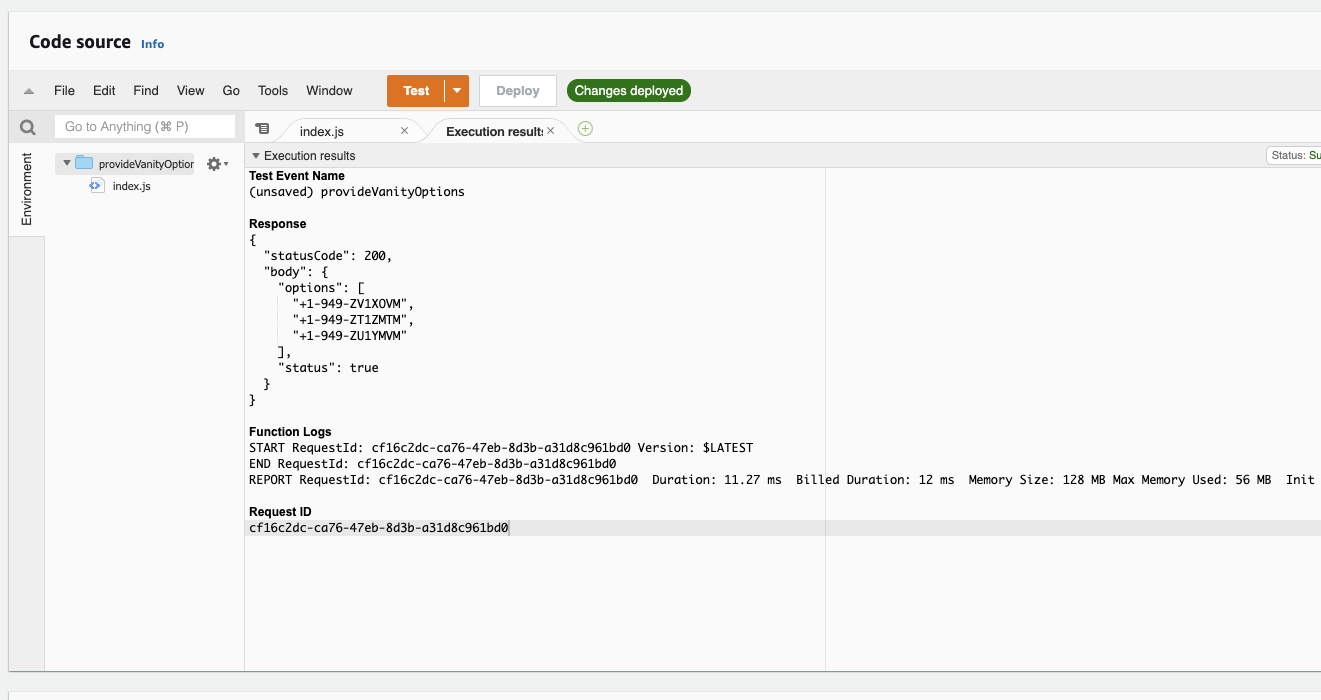 Code source Info
File Edit Find View Go Tools Window Test Deploy Changes deployed
Go to Anything (⌘ P)
index.js
Execution results
Environment
provideVanityOption
index.js
Execution results
Status: Su
Test Event Name
(unsaved) provideVanityOptions
Response
{
"statusCode": 200,
"body": {
"options": [
"+1-949-ZV1XOVM",
"+1-949-ZT1ZMTM",
"+1-949-ZU1YMVM"
],
"status": true
}
}
Function Logs
START RequestId: cf16c2dc-ca76-47eb-8d3b-a31d8c961bd0 Version: $LATEST
END RequestId: cf16c2dc-ca76-47eb-8d3b-a31d8c961bd0
REPORT RequestId: cf16c2dc-ca76-47eb-8d3b-a31d8c961bd0 Duration: 11.27 ms Billed Duration: 12 ms Memory Size: 128 MB Max Memory Used: 56 MB Init
Request ID
cf16c2dc-ca76-47eb-8d3b-a31d8c961bd0